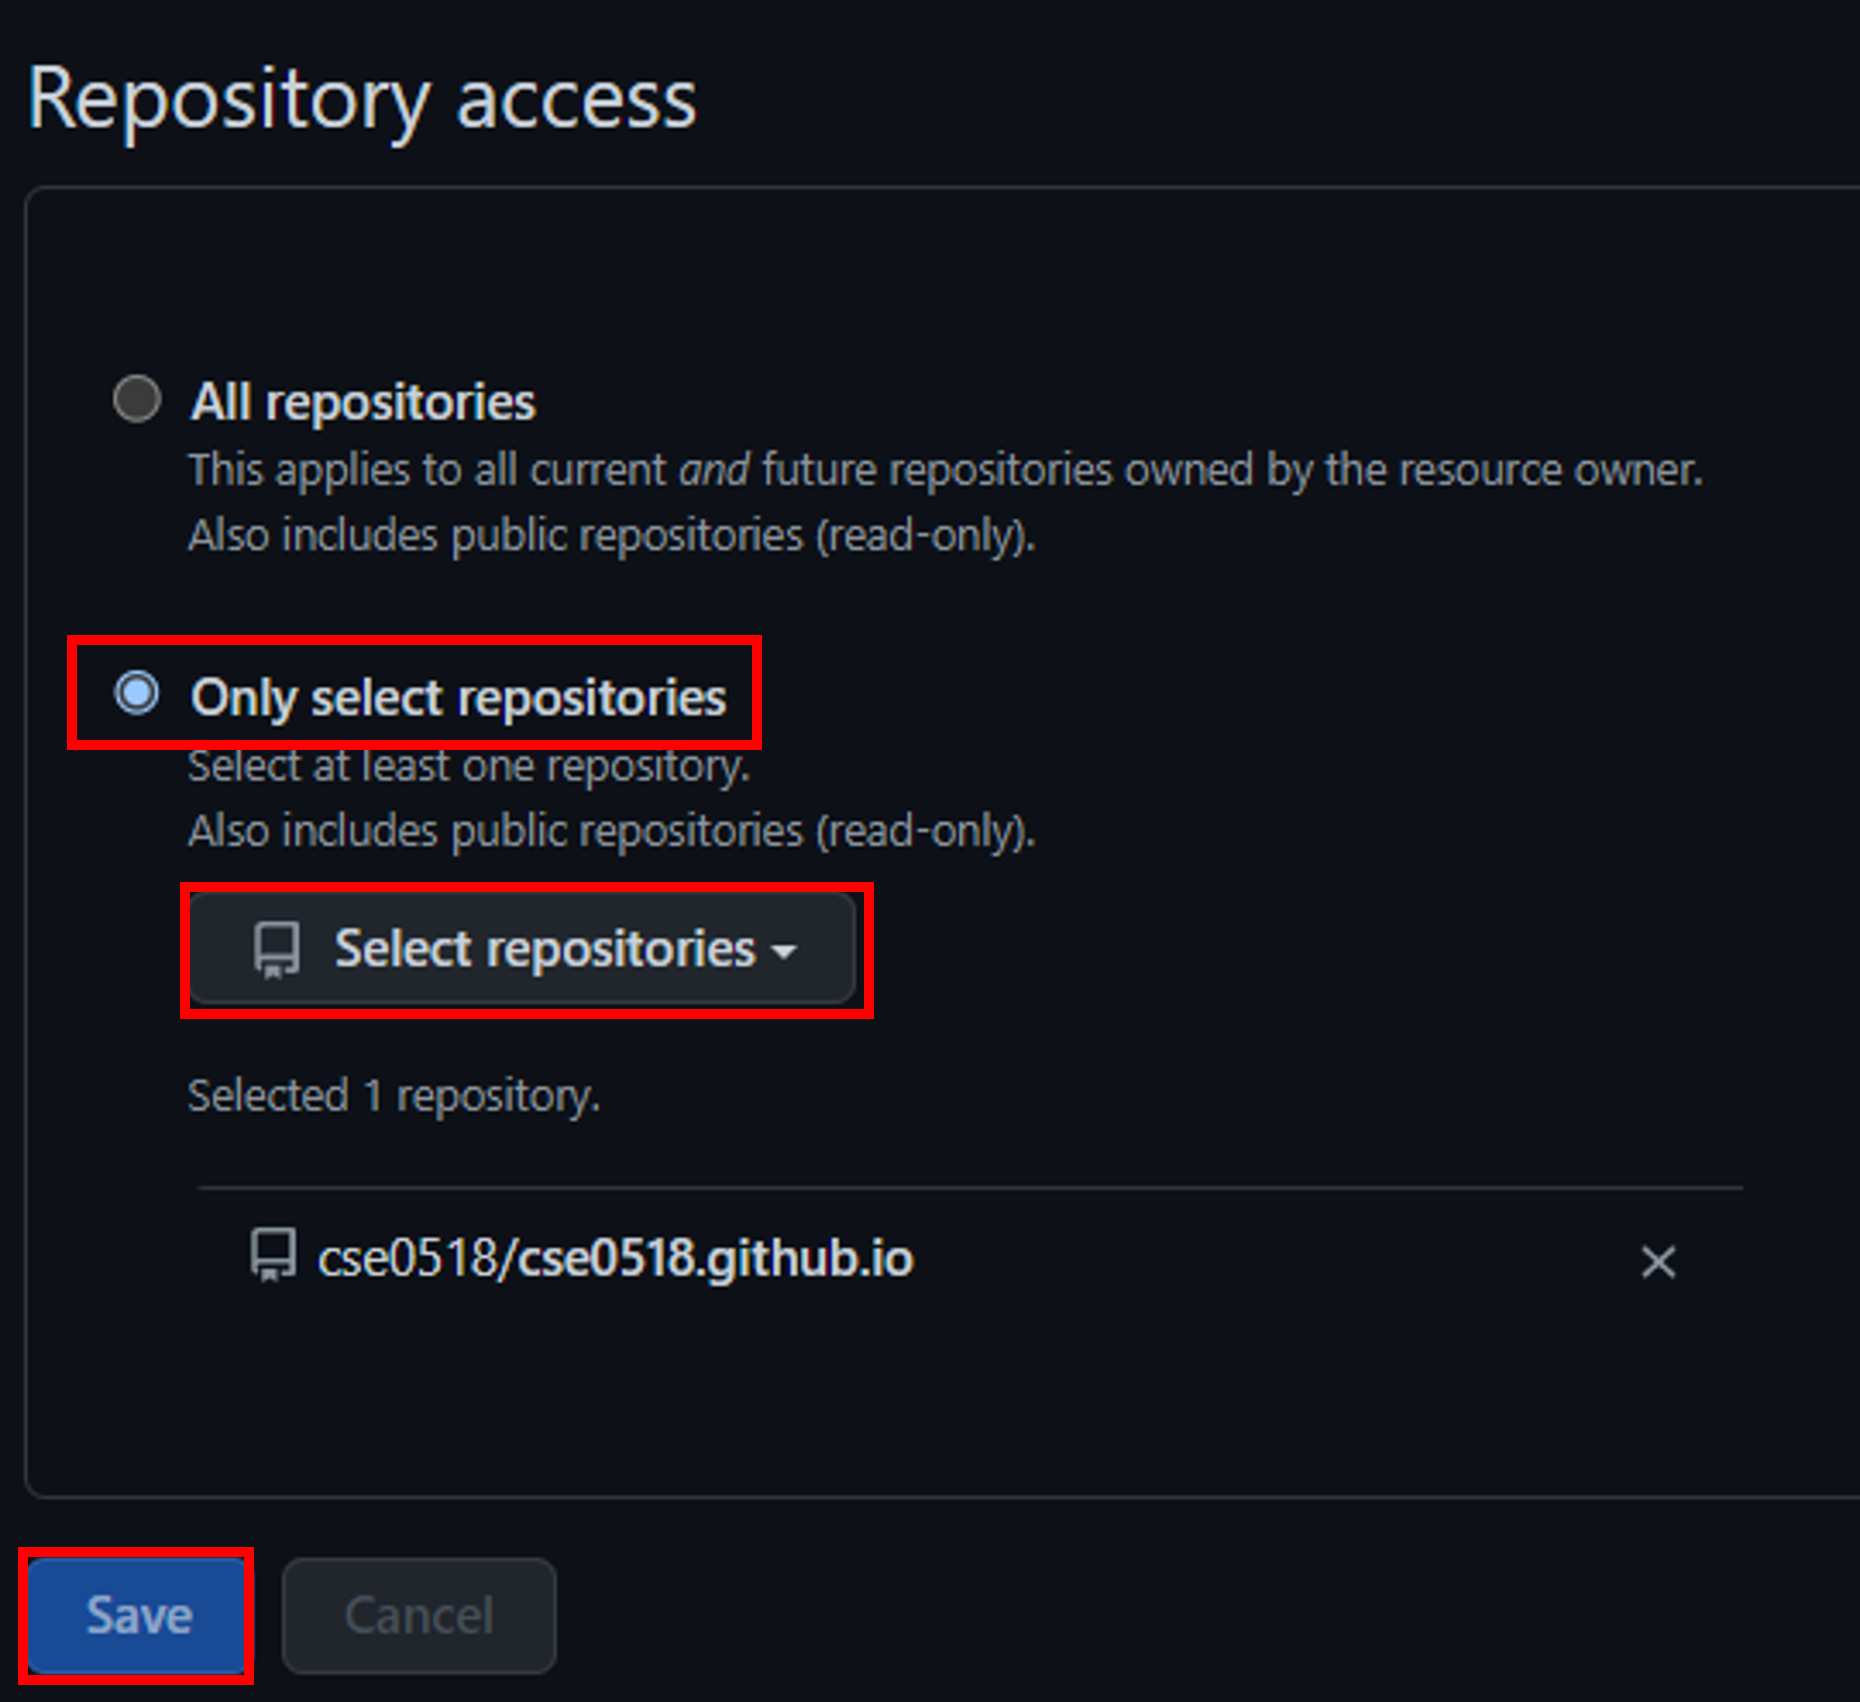 Repository access
All repositories
This applies to all current and future repositories owned by the resource owner.
Also includes public repositories (read-only).
Only select repositories
Select at least one repository.
Also includes public repositories (read-only).
Select repositories
Selected 1 repository.
cse0518/cse0518.github.io
Save
Cancel